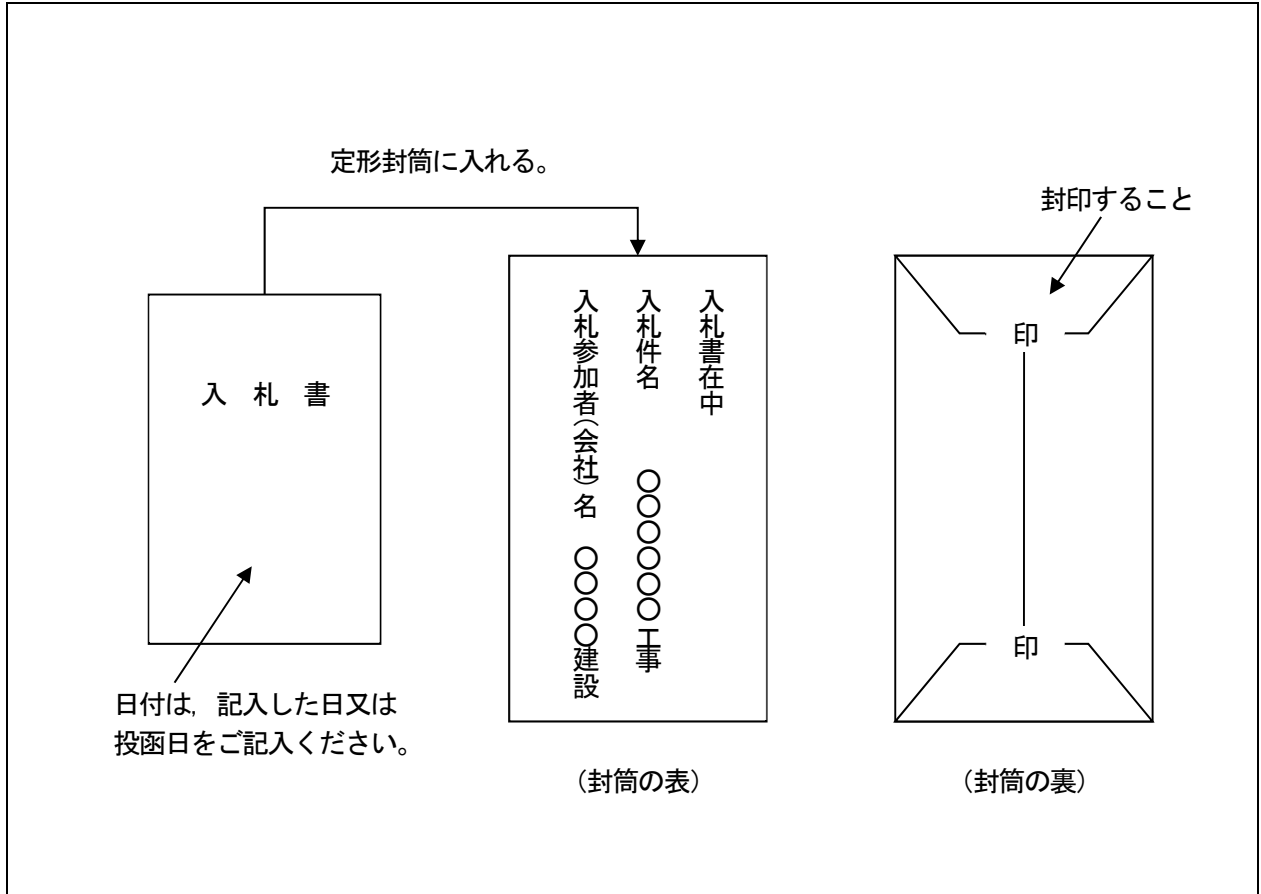 定形封筒に入れる。
封印すること
入 札 書
日付は，記入した日又は
投函日をご記入ください。
入札書在中
入札件名　〇〇〇〇〇〇工事
入札参加者（会社）名　〇〇〇〇建設
（封筒の表）
印
印
（封筒の裏）